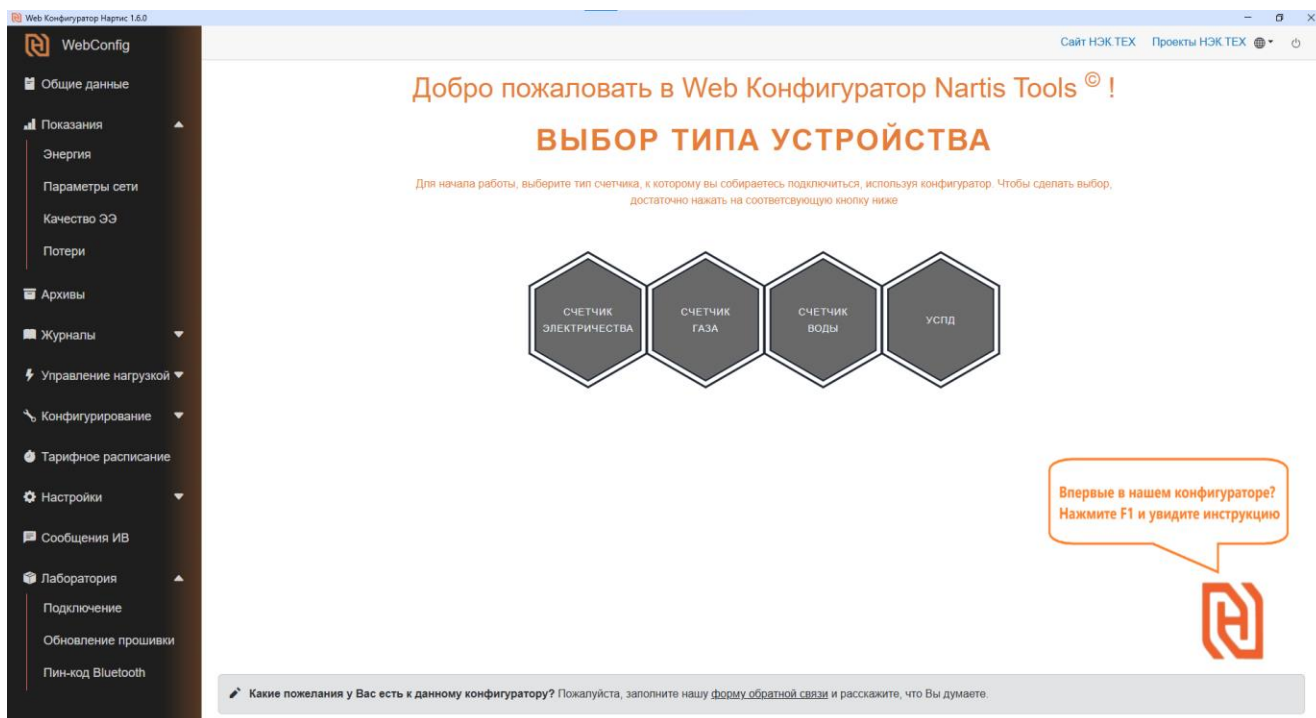 Web Конфигуратор Нартис 1.6.0
WebConfig
Сайт НЭК.ТЕХ Проекты НЭК.ТЕХ
Общие данные
Показания
Энергия
Параметры сети
Качество ЭЭ
Потери
Архивы
Журналы
Управление нагрузкой
Конфигурирование
Тарифное расписание
Настройки
Сообщения ИВ
Лаборатория
Подключение
Обновление прошивки
Пин-код Bluetooth
Добро пожаловать в Web Конфигуратор Nartis Tools © !
ВЫБОР ТИПА УСТРОЙСТВА
Для начала работы, выберите тип счетчика, к которому вы собираетесь подключиться, используя конфигуратор. Чтобы сделать выбор,
достаточно нажать на соответсвующую кнопку ниже
СЧЕТЧИК
ЭЛЕКТРИЧЕСТВА
СЧЕТЧИК
ГАЗА
СЧЕТЧИК
ВОДЫ
УСПД
Впервые в нашем конфигураторе?
Нажмите F1 и увидите инструкцию
Какие пожелания у Вас есть к данному конфигуратору? Пожалуйста, заполните нашу форму обратной связи и расскажите, что Вы думаете.